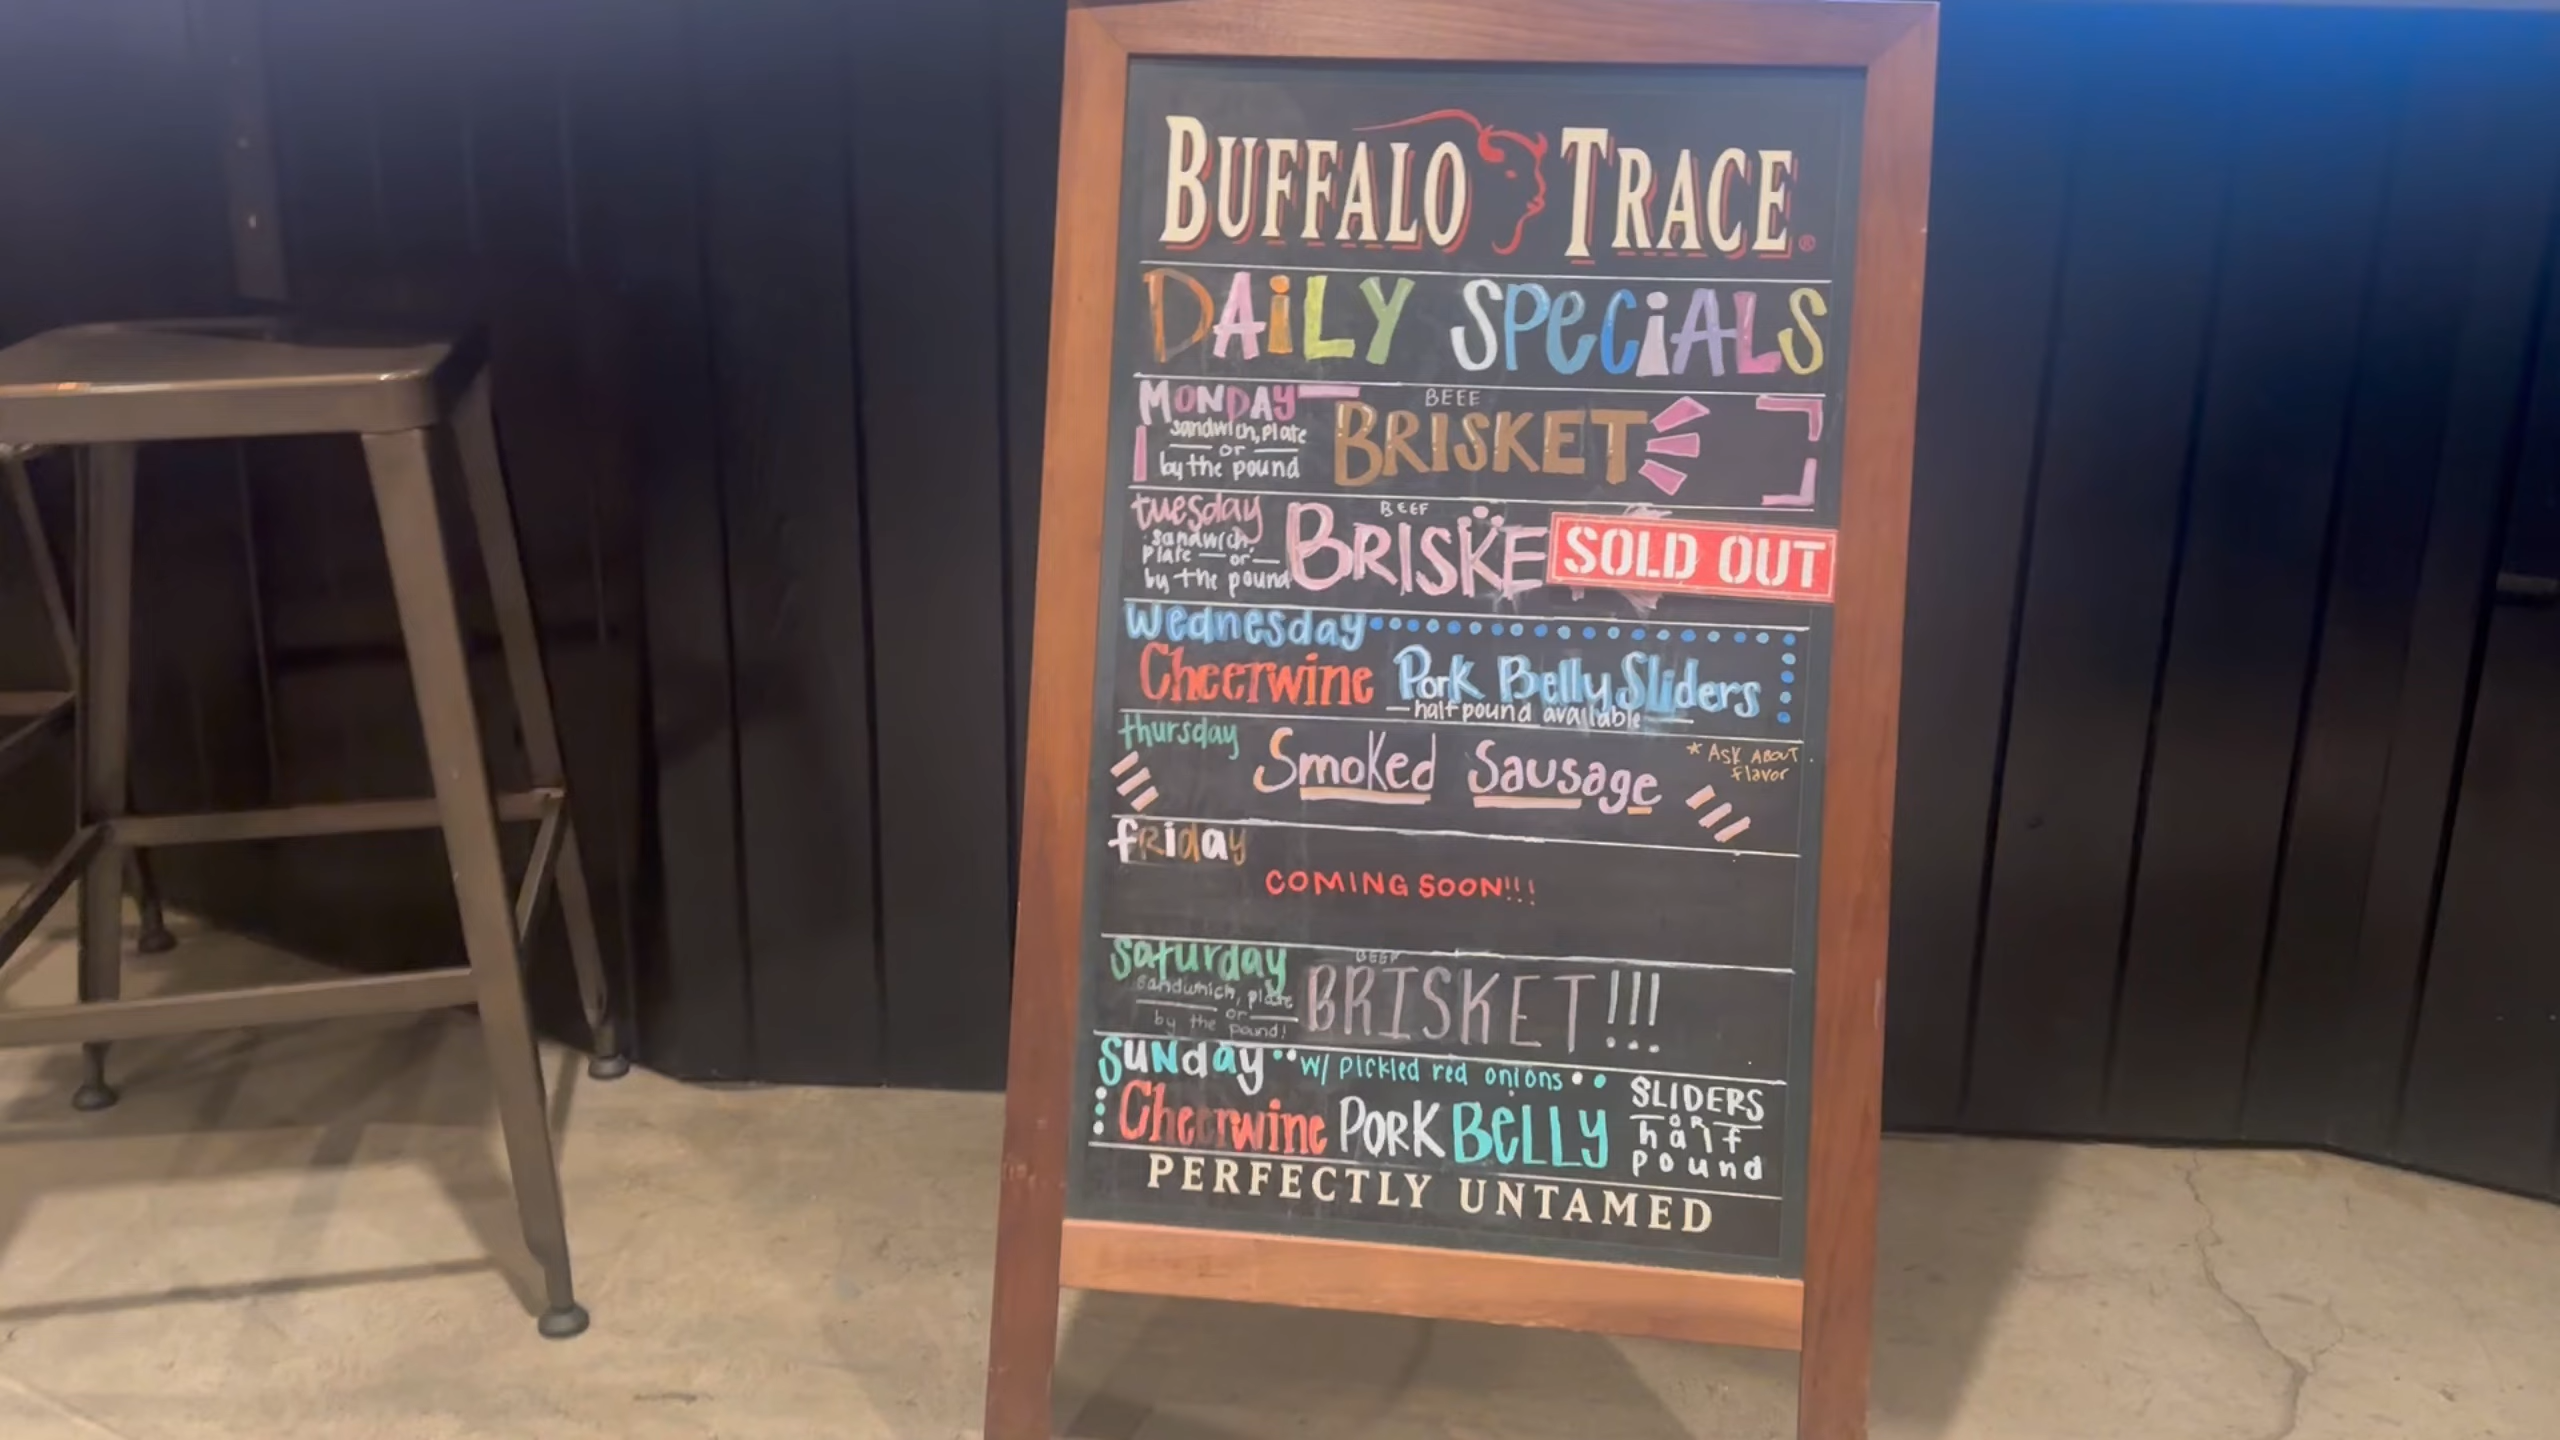 BUFFALO TRACE®
DAiLY SPeCiALS
MONDAY
sandwich, plate
or
by the pound
BEEF
BRISKET
tuesday
sandwich,
plate — or —
by the pound
BEEF
BRISKE
SOLD OUT
Wednesday
Cheerwine Pork Belly Sliders
— half pound available —
thursday
Smoked Sausage
* ASK ABOUT
flavor
fRiday
COMING SOON!!!
Saturday
sandwhich, plate
or
by the pound!
BEEF
BRISKET!!!
SUNday
w/ pickled red onions
Cheerwine PORK BeLLy
SLIDERS
OR
half
pound
PERFECTLY UNTAMED